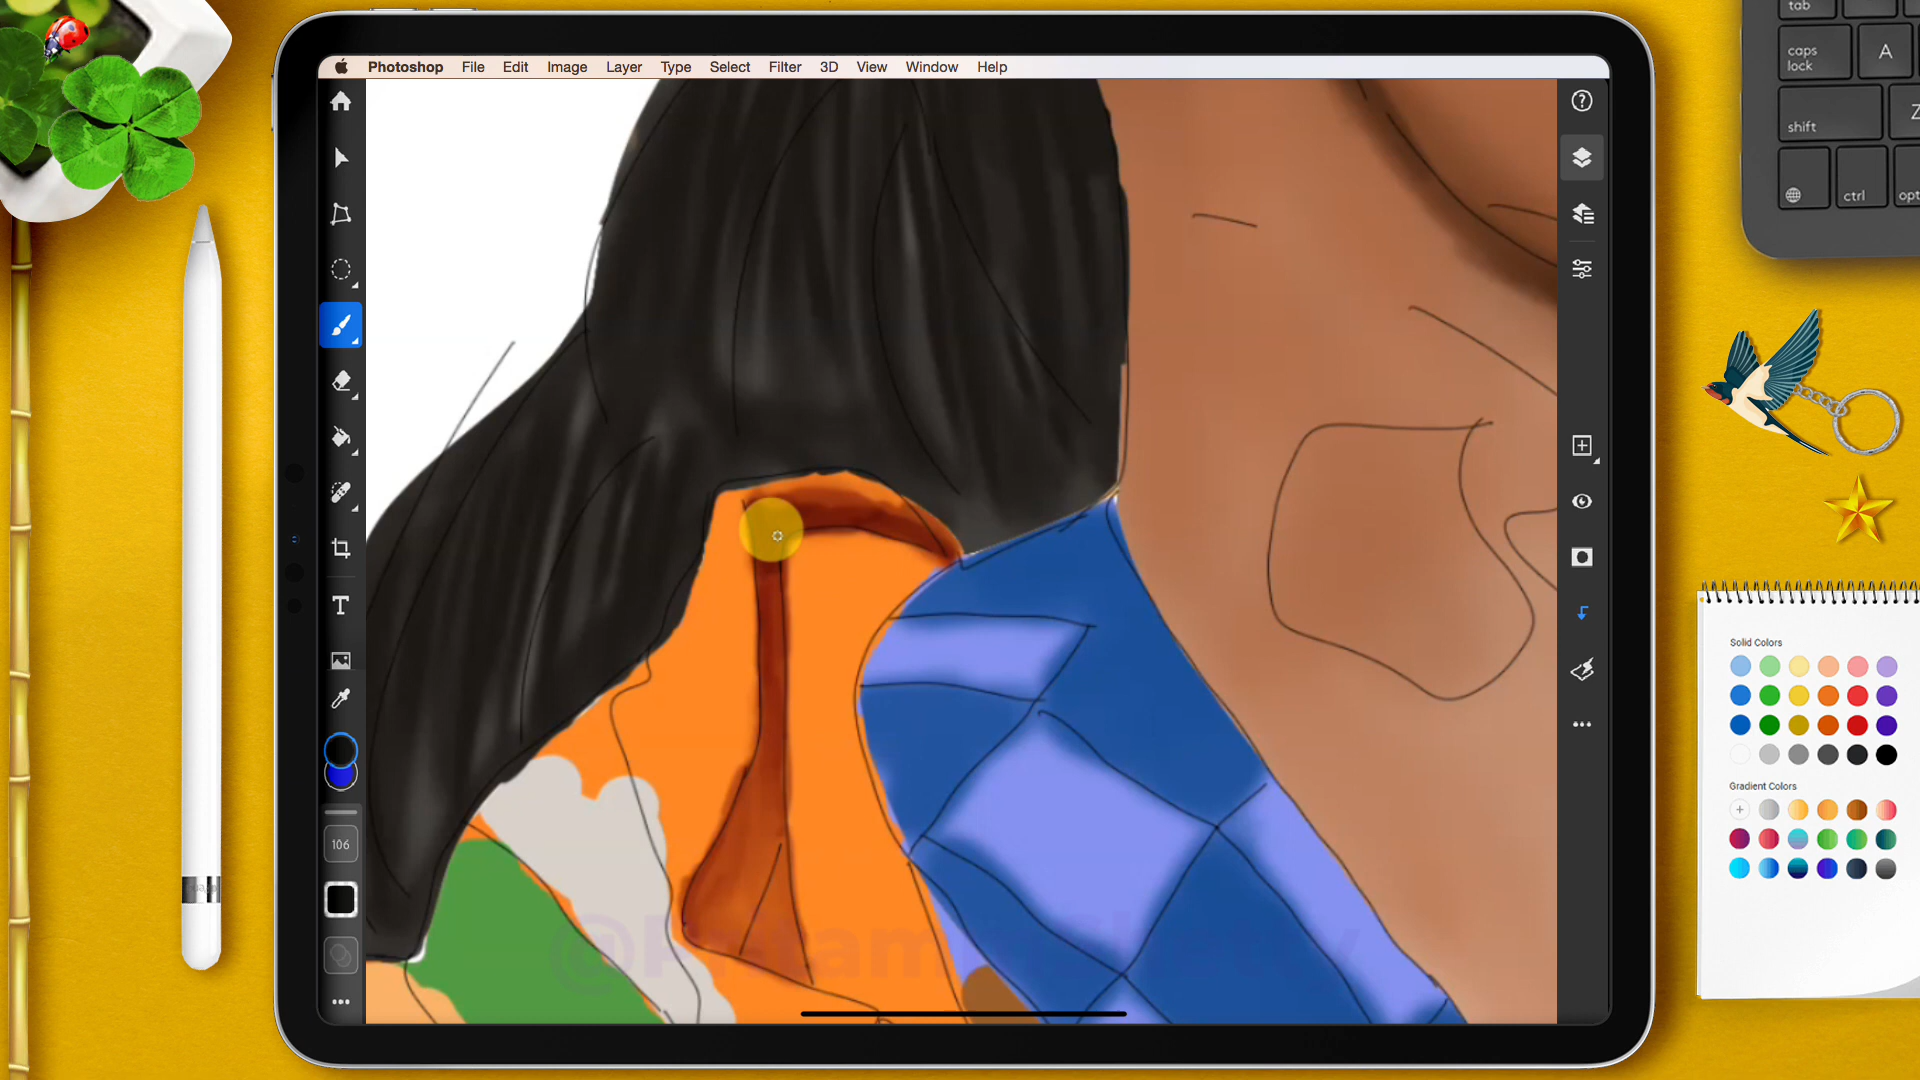 Photoshop File Edit Image Layer Type Select Filter 3D View Window Help
tab
caps lock
A
shift
Z
ctrl
T
106
Solid Colors
Gradient Colors